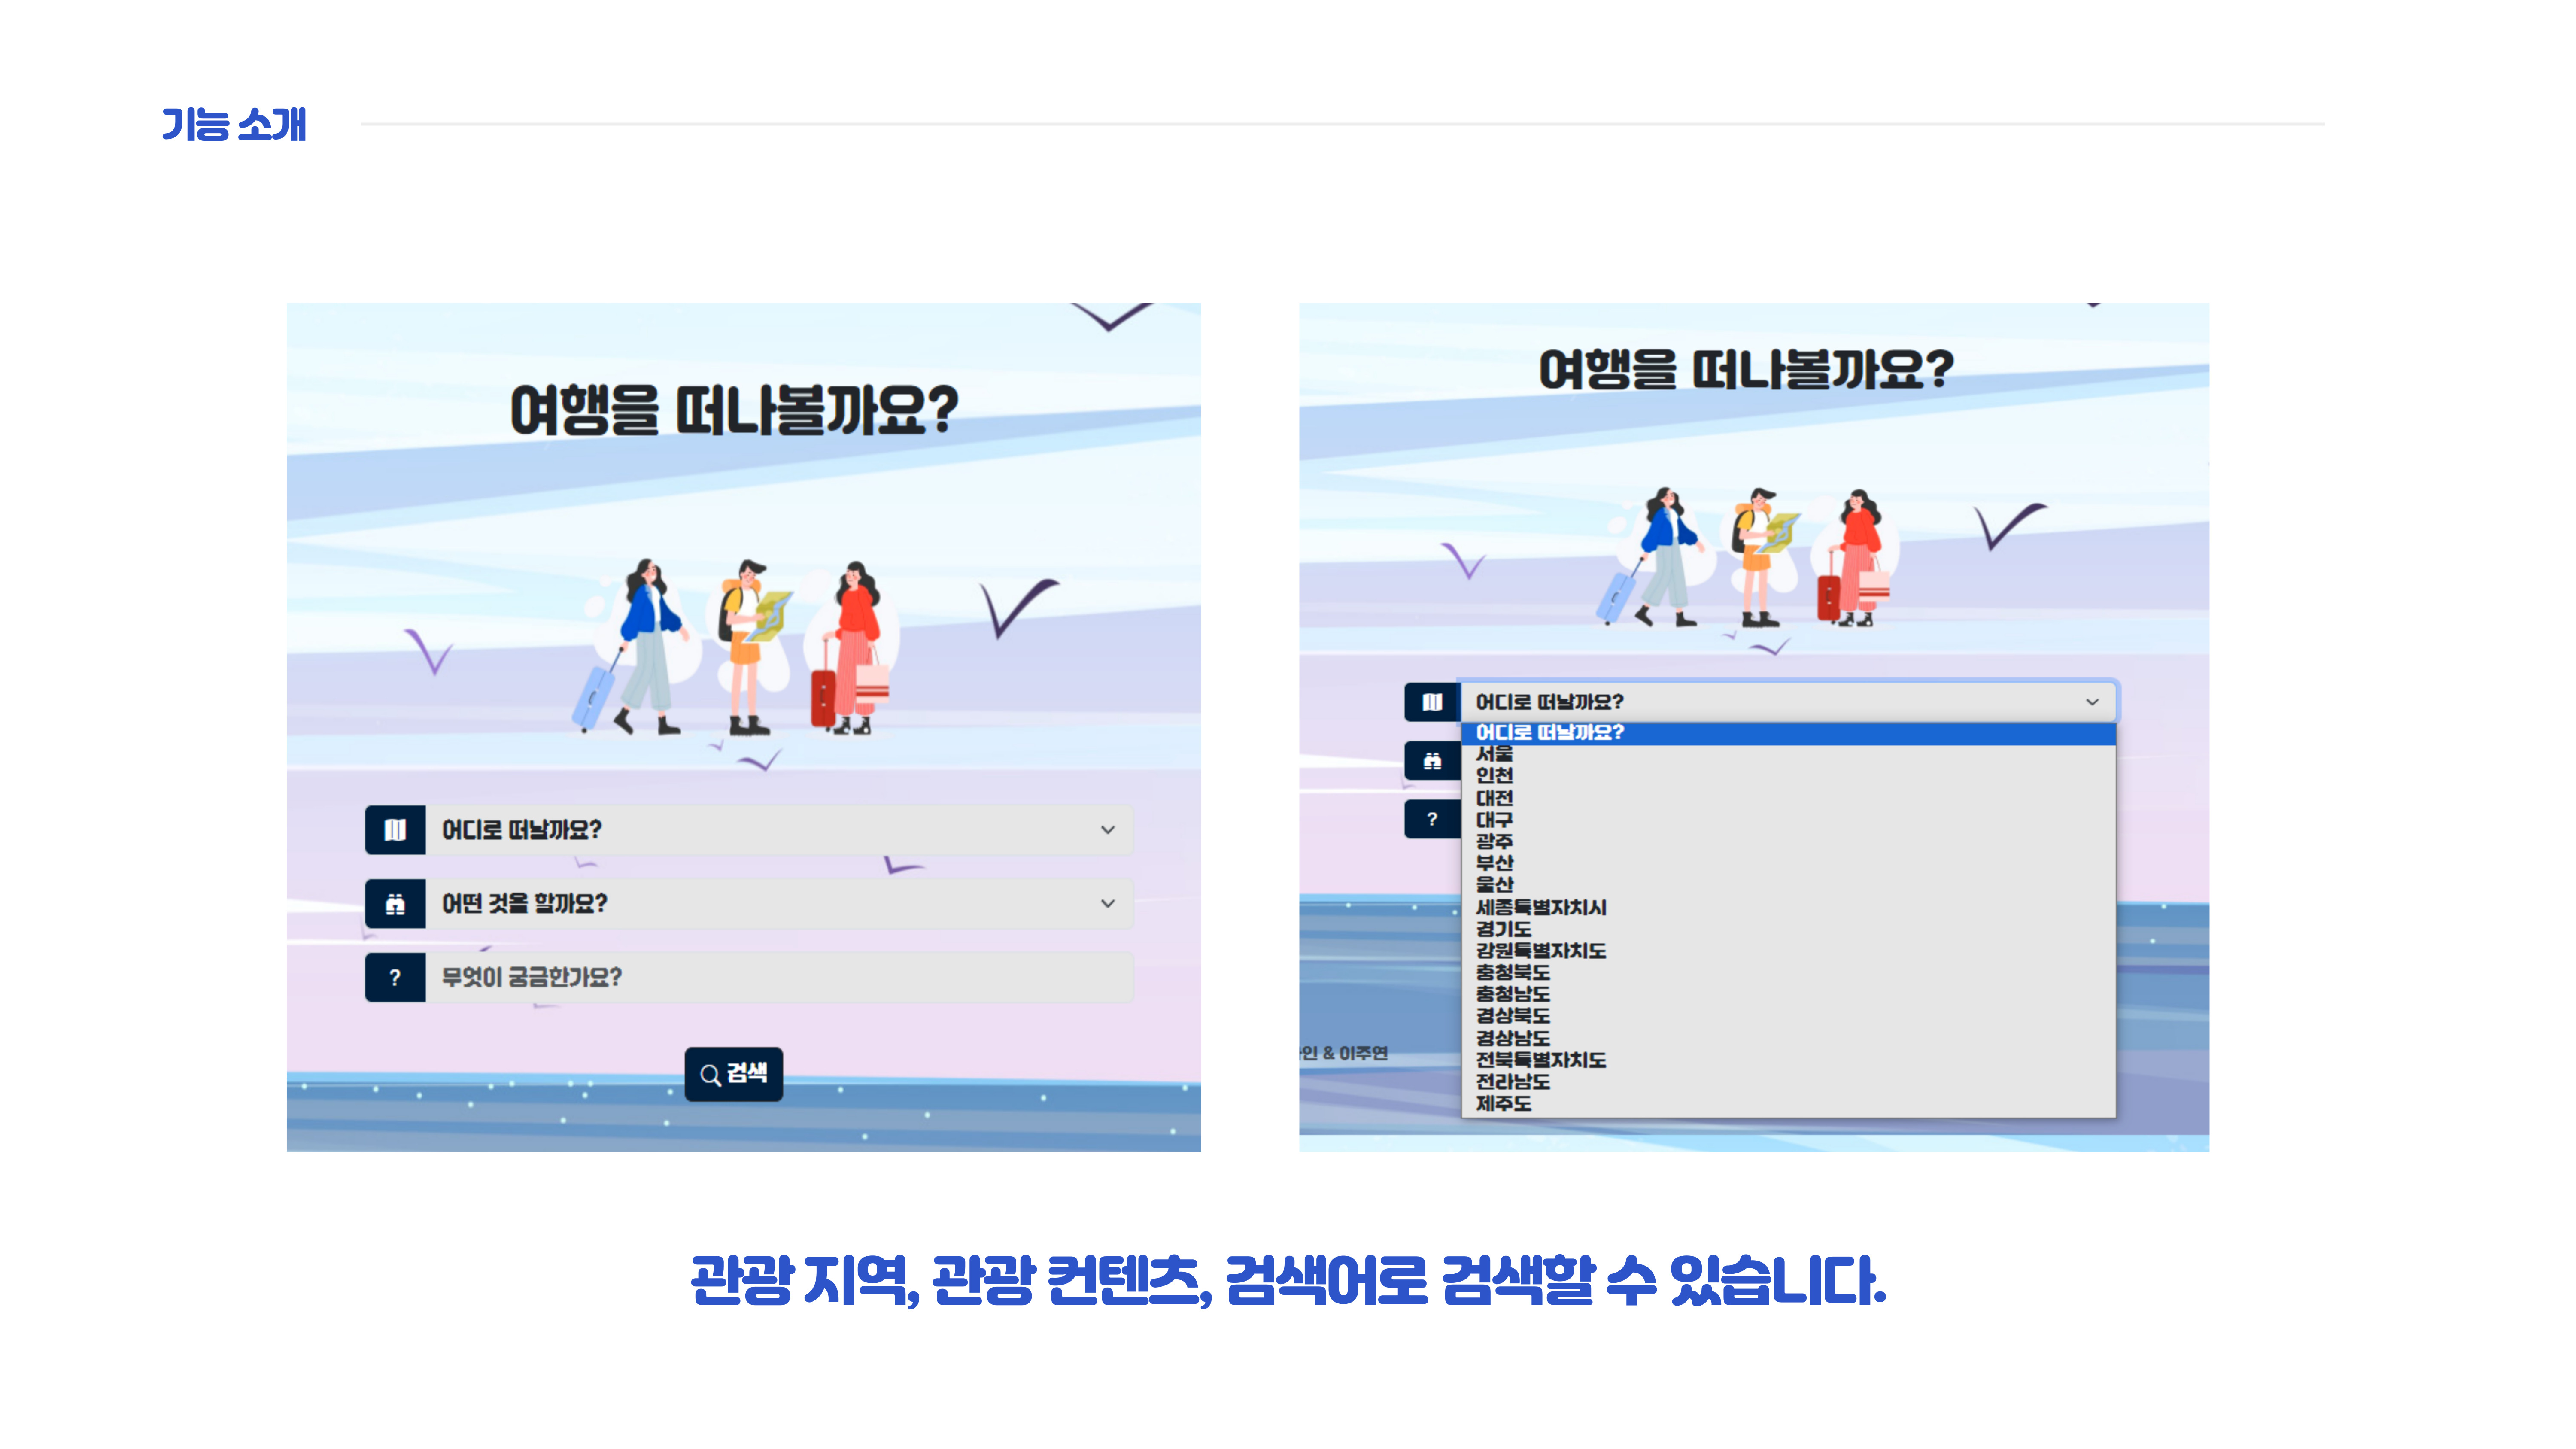 기능 소개
여행을 떠나볼까요?
어디로 떠날까요?
어떤 것을 할까요?
? 무엇이 궁금한가요?
검색
여행을 떠나볼까요?
어디로 떠날까요?
어디로 떠날까요?
서울
인천
대전
대구
?
광주
부산
울산
세종특별자치시
경기도
강원특별자치도
충청북도
충청남도
경상북도
경상남도
인 & 이주연
전북특별자치도
전라남도
제주도
관광 지역, 관광 컨텐츠, 검색어로 검색할 수 있습니다.